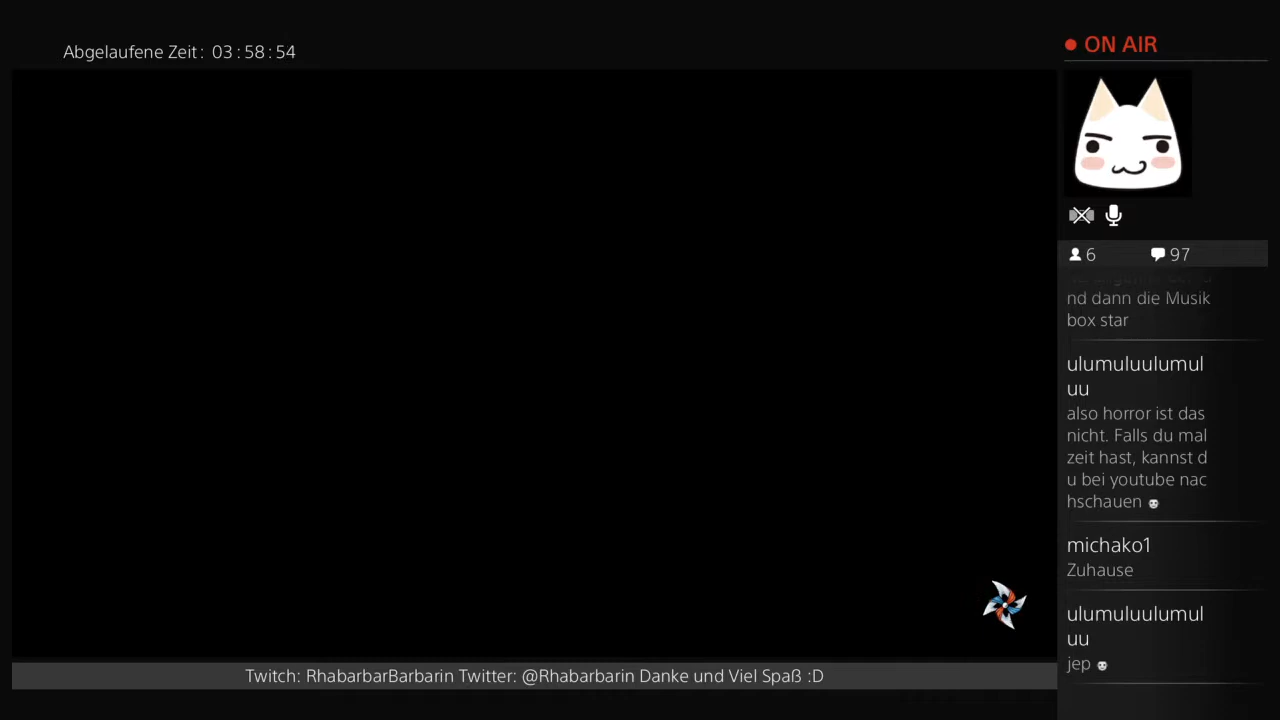 Abgelaufene Zeit: 03:58:54
ON AIR
6 97
nd dann die Musik
box star
ulumuluulumul
uu
also horror ist das
nicht. Falls du mal
zeit hast, kannst d
u bei youtube nac
hschauen
michako1
Zuhause
ulumuluulumul
uu
jep
Twitch: RhabarbarBarbarin Twitter: @Rhabarbarin Danke und Viel Spaß :D